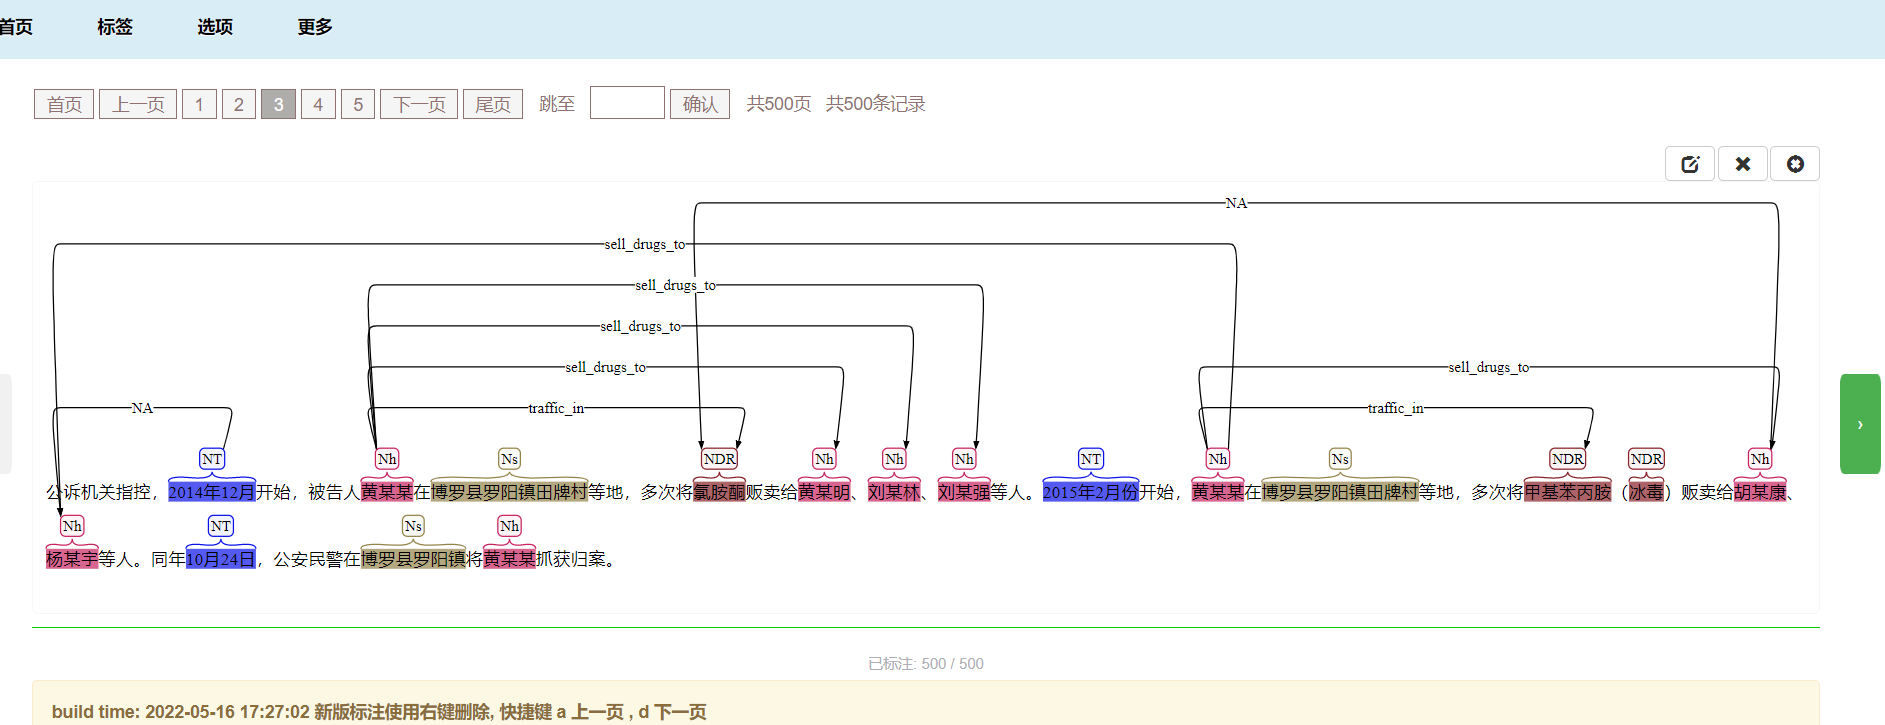 首页 标签 选项 更多
首页 上一页 1 2 3 4 5 下一页 尾页 跳至 确认 共500页 共500条记录
NA
sell_drugs_to
sell_drugs_to
sell_drugs_to
sell_drugs_to sell_drugs_to
NA traffic_in traffic_in
NT Nh Ns NDR Nh Nh Nh NT Nh Ns NDR NDR Nh
公诉机关指控，2014年12月开始，被告人黄某某在博罗县罗阳镇田牌村等地，多次将氯胺酮贩卖给黄某明、刘某林、刘某强等人。2015年2月份开始，黄某某在博罗县罗阳镇田牌村等地，多次将甲基苯丙胺（冰毒）贩卖给胡某康、
Nh NT Ns Nh
杨某宇等人。同年10月24日，公安民警在博罗县罗阳镇将黄某某抓获归案。
›
已标注: 500 / 500
build time: 2022-05-16 17:27:02 新版标注使用右键删除, 快捷键 a 上一页 , d 下一页